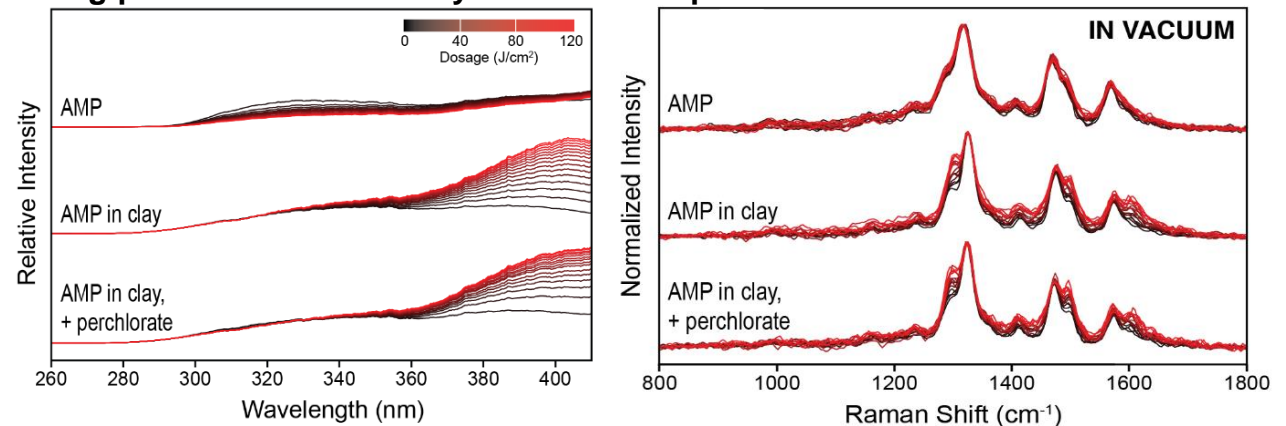 0 40 80 120
Dosage (J/cm²)
AMP
AMP in clay
AMP in clay,
+ perchlorate
Relative Intensity
260 280 300 320 340 360 380 400
Wavelength (nm)
IN VACUUM
AMP
AMP in clay
AMP in clay,
+ perchlorate
Normalized Intensity
800 1000 1200 1400 1600 1800
Raman Shift (cm⁻¹)